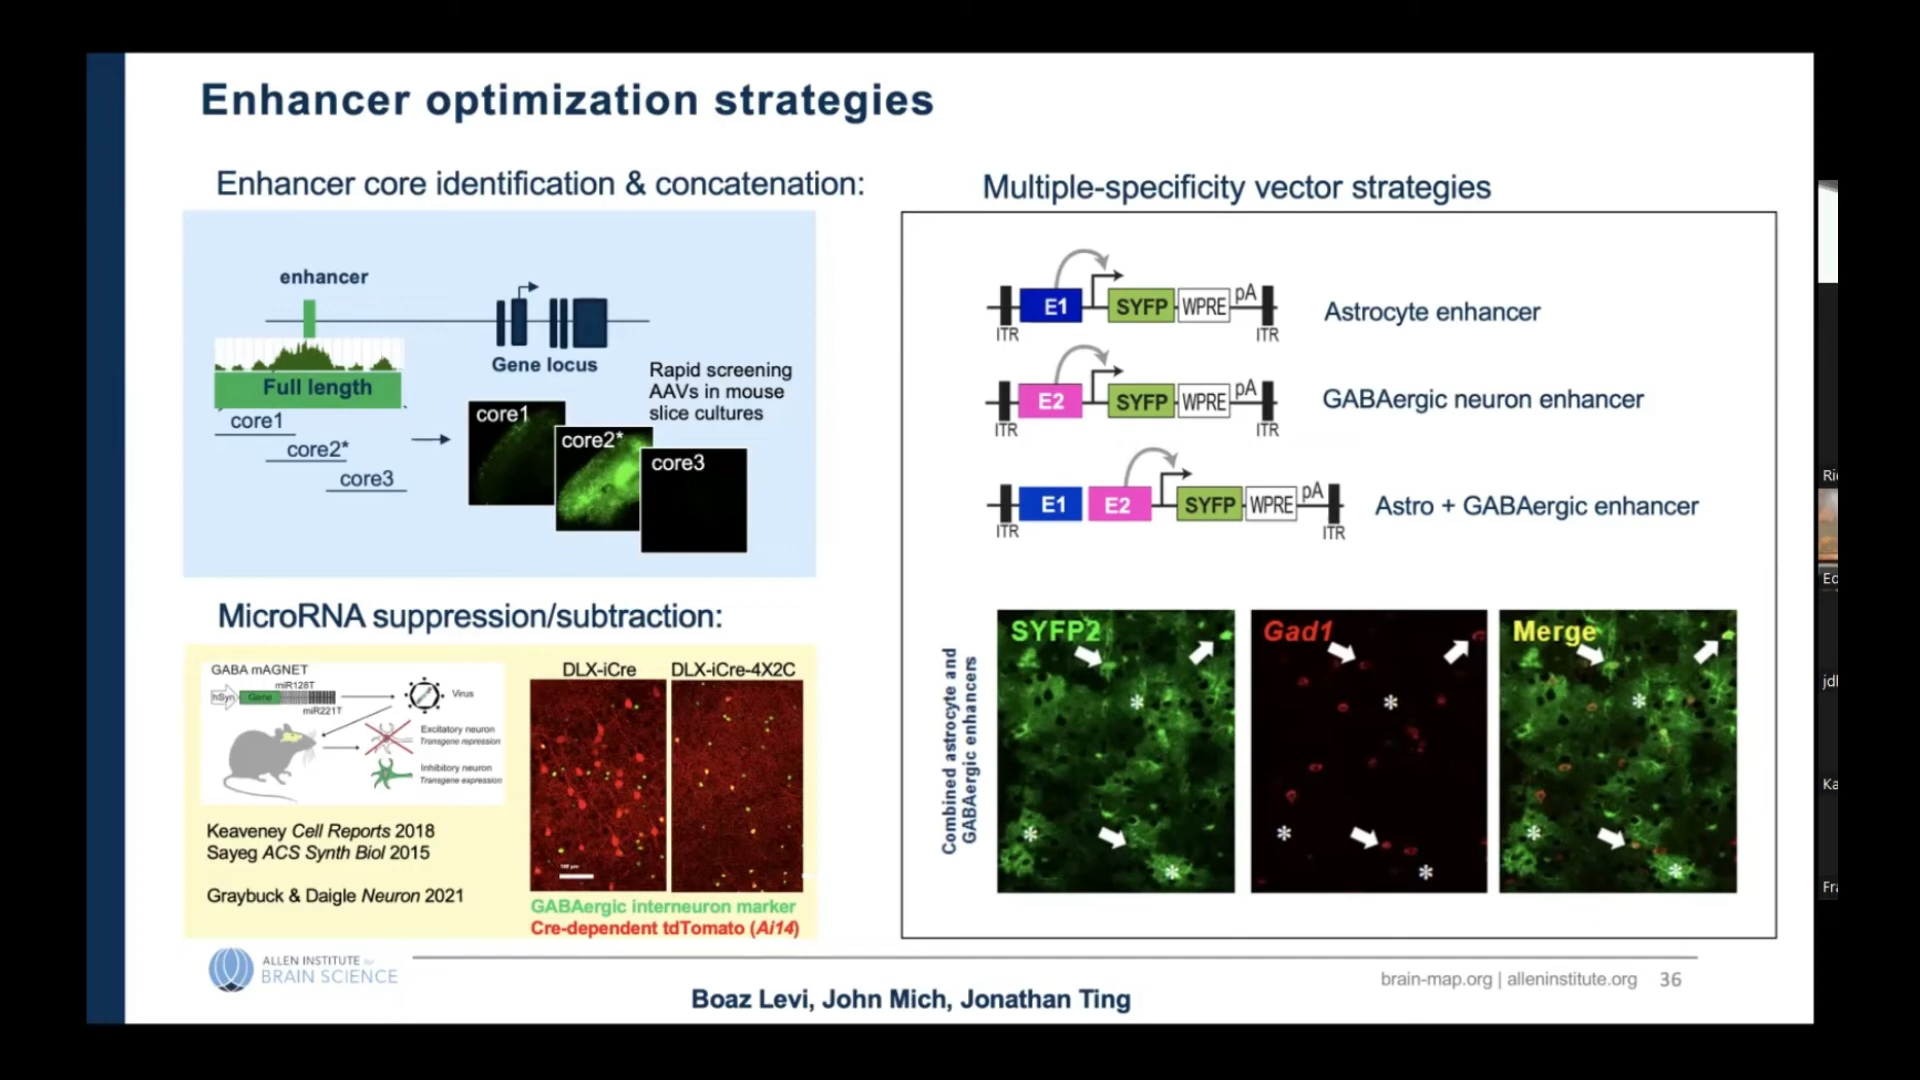 Enhancer optimization strategies
Enhancer core identification & concatenation:
enhancer
Full length
core1
core2*
core3
Gene locus
Rapid screening
AAVs in mouse
slice cultures
core1
core2*
core3
MicroRNA suppression/subtraction:
GABA mAGNET
miR128T
hSyn
Gene
miR221T
Virus
Excitatory neuron
Transgene repression
Inhibitory neuron
Transgene expression
Keaveney Cell Reports 2018
Sayeg ACS Synth Biol 2015
Graybuck & Daigle Neuron 2021
DLX-iCre
DLX-iCre-4X2C
GABAergic interneuron marker
Cre-dependent tdTomato (Ai14)
Multiple-specificity vector strategies
E1 SYFP WPRE pA
ITR ITR
Astrocyte enhancer
E2 SYFP WPRE pA
ITR ITR
GABAergic neuron enhancer
E1 E2 SYFP WPRE pA
ITR ITR
Astro + GABAergic enhancer
Combined astrocyte and
GABAergic enhancers
SYFP2
Gad1
Merge
ALLEN INSTITUTE for
BRAIN SCIENCE
brain-map.org | alleninstitute.org 36
Boaz Levi, John Mich, Jonathan Ting